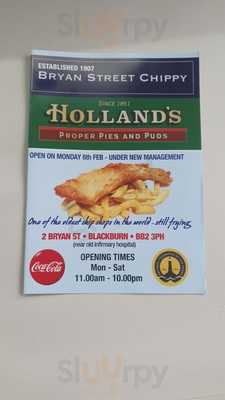 Slurpy
ESTABLISHED 1907
BRYAN STREET CHIPPY
SINCE 1851
HOLLAND'S
PROPER PIES AND PUDS
OPEN ON MONDAY 6th FEB - UNDER NEW MANAGEMENT
One of the oldest chip shops in the world - still frying
2 BRYAN ST • BLACKBURN • BB2 3PH
(near old infirmary hospital)
Coca-Cola
OPENING TIMES
Mon - Sat
11.00am - 10.00pm
Slurpy